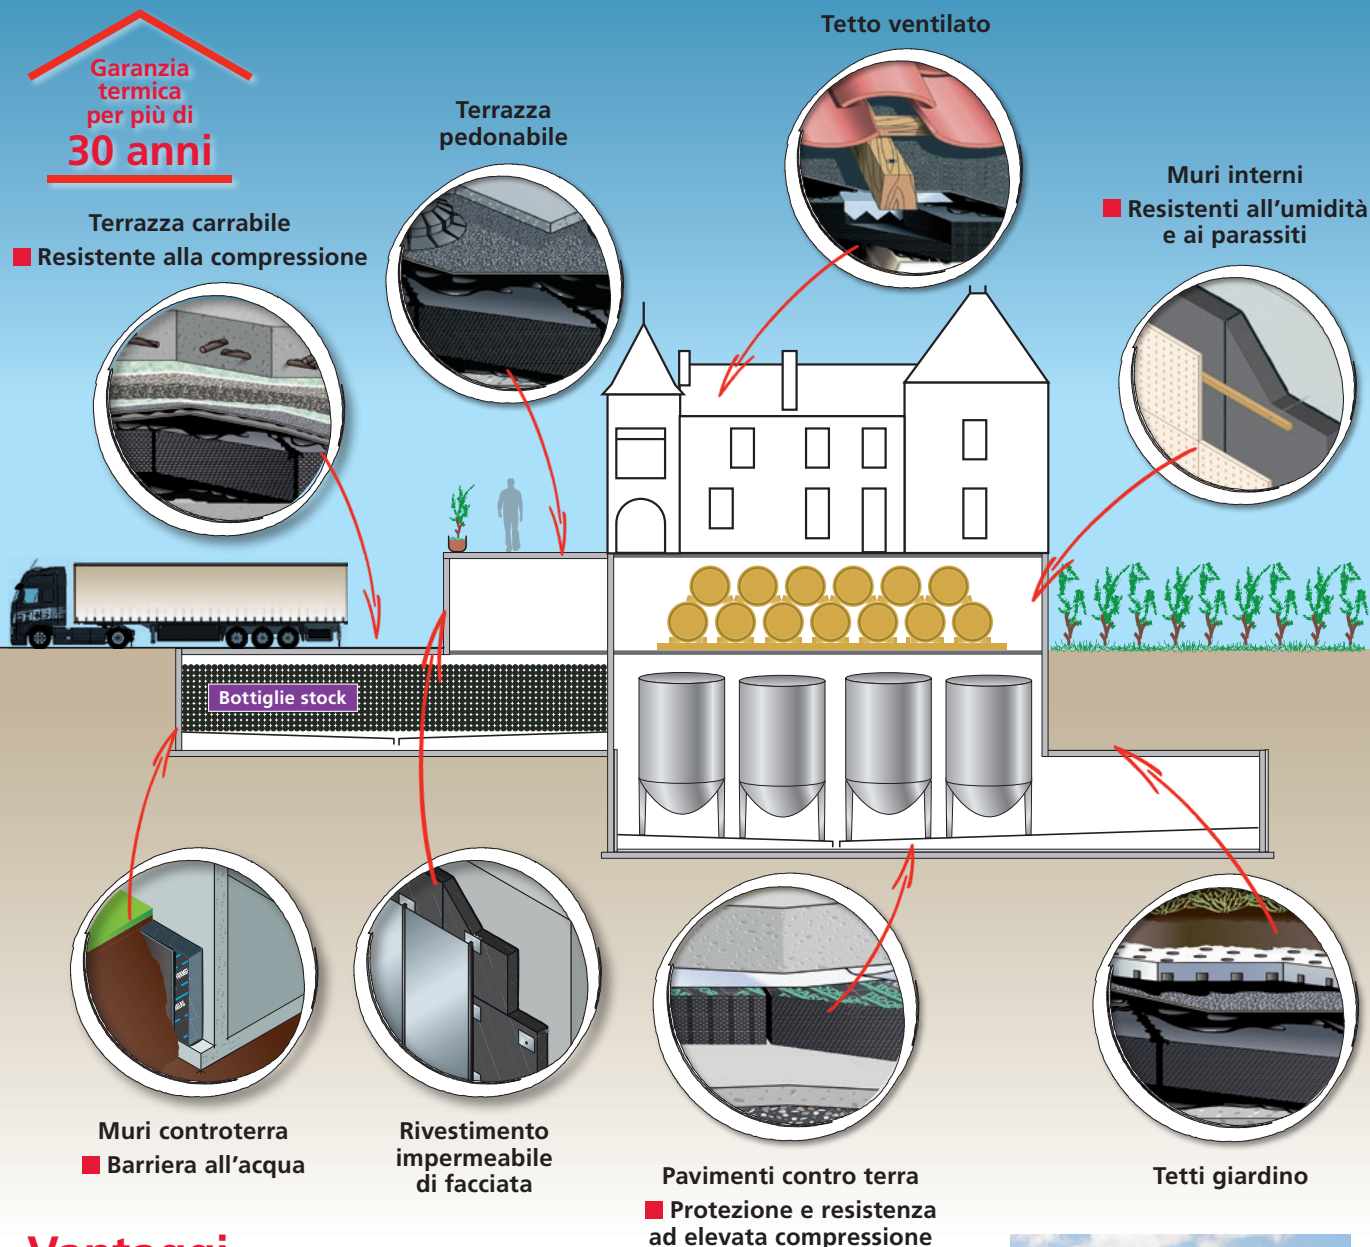 Garanzia
termica
per più di
30 anni
Tetto ventilato
Terrazza
pedonabile
Muri interni
Resistenti all'umidità
e ai parassiti
Terrazza carrabile
Resistente alla compressione
Bottiglie stock
Muri controterra
Barriera all'acqua
Rivestimento
impermeabile
di facciata
Pavimenti contro terra
Protezione e resistenza
ad elevata compressione
Tetti giardino
Vantaggi